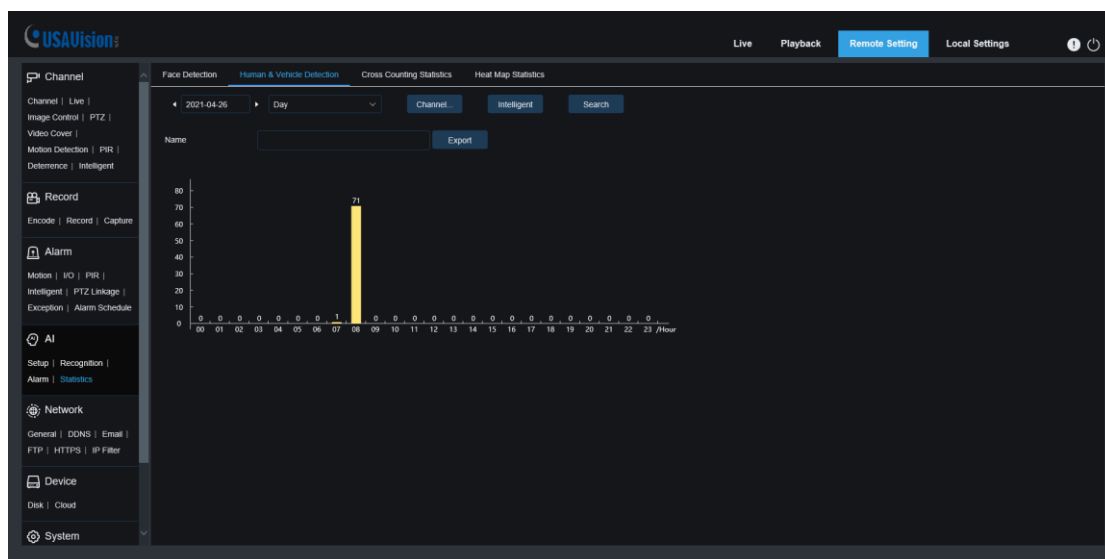 USAVision
Live Playback Remote Setting Local Settings
Channel
Channel | Live |
Image Control | PTZ |
Video Cover |
Motion Detection | PIR |
Deterrence | Intelligent
Record
Encode | Record | Capture
Alarm
Motion | I/O | PIR |
Intelligent | PTZ Linkage |
Exception | Alarm Schedule
AI
Setup | Recognition |
Alarm | Statistics
Network
General | DDNS | Email |
FTP | HTTPS | IP Filter
Device
Disk | Cloud
System
Face Detection Human & Vehicle Detection Cross Counting Statistics Heat Map Statistics
2021-04-26 Day Channel... Intelligent Search
Name Export
80
70
60
50
40
30
20
10
0
0 0 0 0 0 0 0 1 71 0 0 0 0 0 0 0 0 0 0 0 0 0 0 0
00 01 02 03 04 05 06 07 08 09 10 11 12 13 14 15 16 17 18 19 20 21 22 23 /Hour